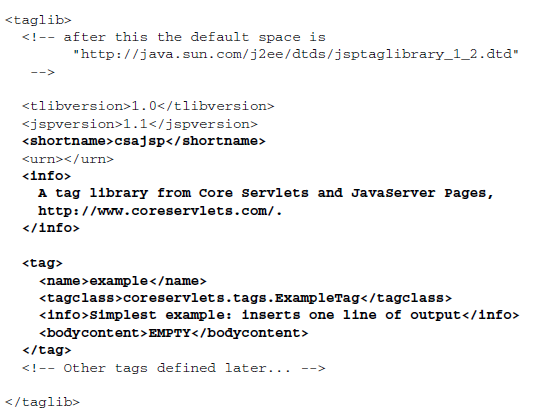 <taglib>
<!-- after this the default space is
"http://java.sun.com/j2ee/dtds/jsptaglibrary_1_2.dtd"
-->
<tlibversion>1.0</tlibversion>
<jspversion>1.1</jspversion>
<shortname>csajsp</shortname>
<urn></urn>
<info>
A tag library from Core Servlets and JavaServer Pages,
http://www.coreservlets.com/.
</info>
<tag>
<name>example</name>
<tagclass>coreservlets.tags.ExampleTag</tagclass>
<info>Simplest example: inserts one line of output</info>
<bodycontent>EMPTY</bodycontent>
</tag>
<!-- Other tags defined later... -->
</taglib>